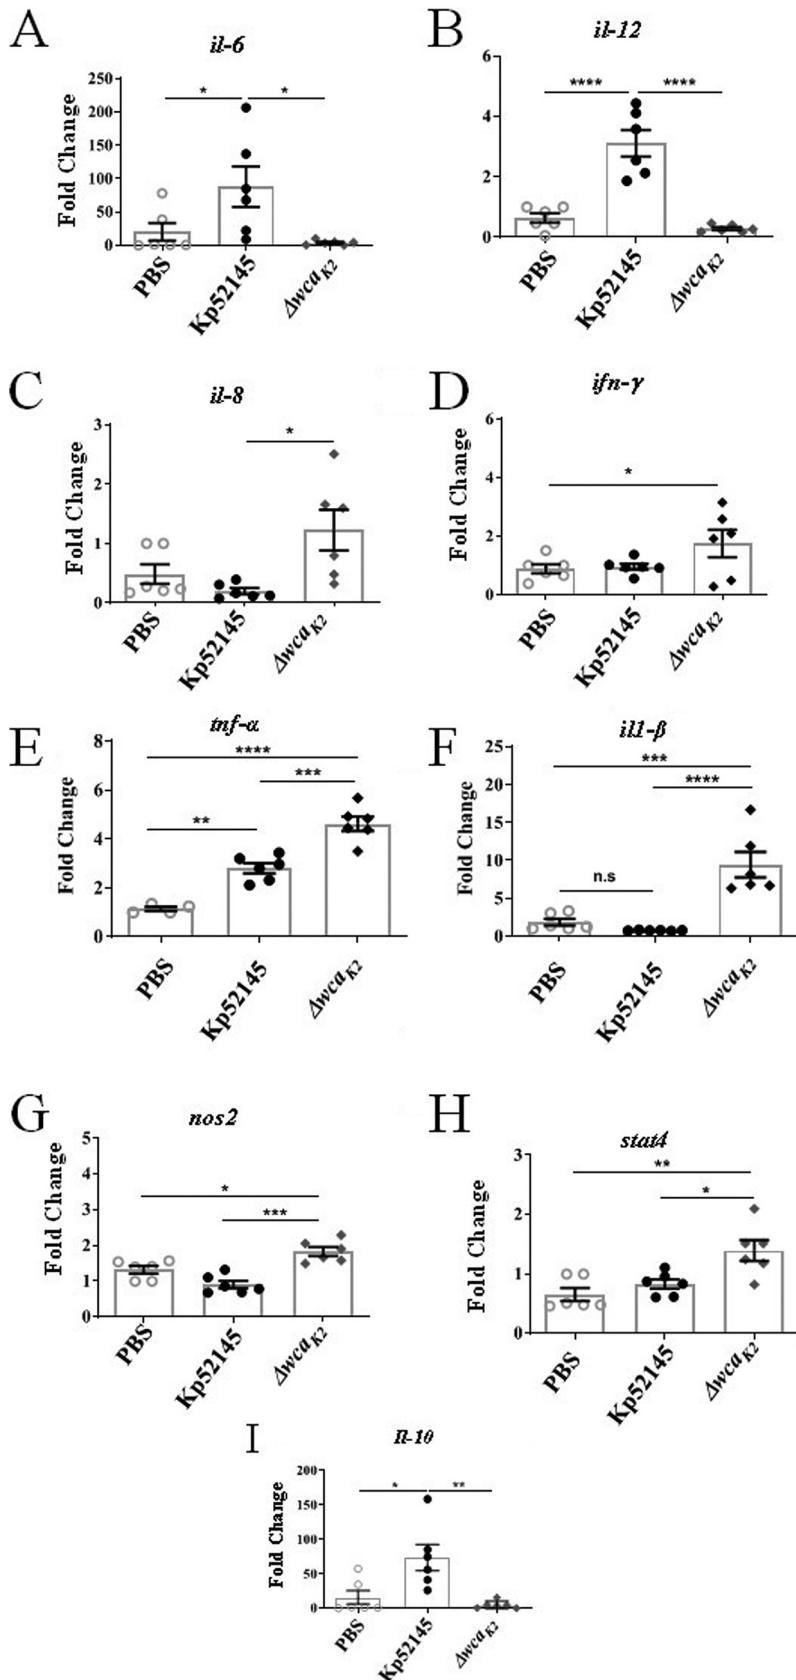 A
il-6
Fold Change
250
200
150
100
50
0
* *
PBS
Kp52145
ΔwcaK2
B
il-12
6
4
2
0
**** ****
PBS
Kp52145
ΔwcaK2
C
il-8
Fold Change
3
2
1
0
*
PBS
Kp52145
ΔwcaK2
D
ifn-γ
Fold Change
6
4
2
0
*
PBS
Kp52145
ΔwcaK2
E
tnf-α
Fold Change
8
6
4
2
0
****
***
**
PBS
Kp52145
ΔwcaK2
F
il1-β
Fold Change
25
20
15
10
5
0
***
****
n.s
PBS
Kp52145
ΔwcaK2
G
nos2
Fold Change
5
4
3
2
1
0
*
***
PBS
Kp52145
ΔwcaK2
H
stat4
Fold Change
3
2
1
0
**
*
PBS
Kp52145
ΔwcaK2
I
Il-10
Fold Change
200
150
100
50
0
* **
PBS
Kp52145
ΔwcaK2